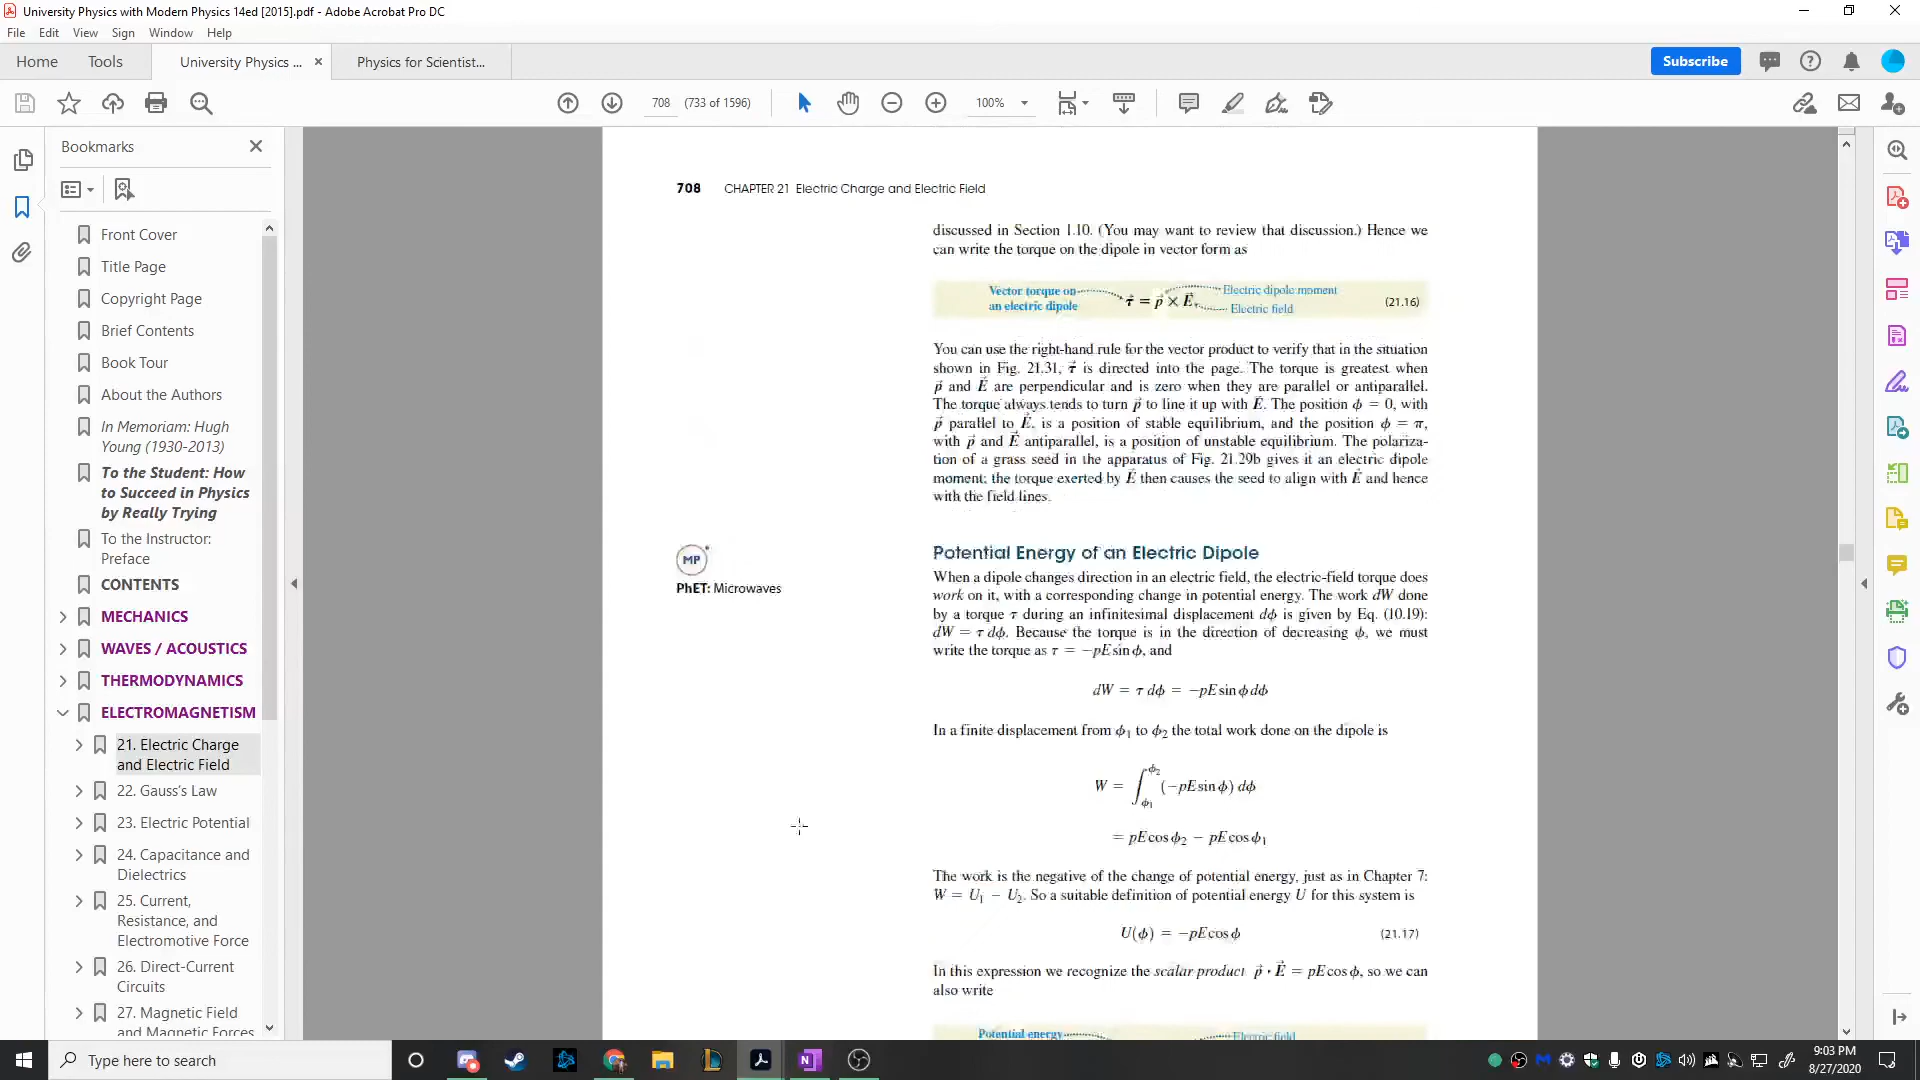 University Physics with Modern Physics 14ed [2015].pdf - Adobe Acrobat Pro DC
File Edit View Sign Window Help
Home Tools University Physics ... × Physics for Scientist... Subscribe
708 (733 of 1596) 100%
Bookmarks
Front Cover
Title Page
Copyright Page
Brief Contents
Book Tour
About the Authors
In Memoriam: Hugh
Young (1930-2013)
To the Student: How
to Succeed in Physics
by Really Trying
To the Instructor:
Preface
CONTENTS
MECHANICS
WAVES / ACOUSTICS
THERMODYNAMICS
ELECTROMAGNETISM
21. Electric Charge
and Electric Field
22. Gauss's Law
23. Electric Potential
24. Capacitance and
Dielectrics
25. Current,
Resistance, and
Electromotive Force
26. Direct-Current
Circuits
27. Magnetic Field
and Magnetic Forces
708 CHAPTER 21 Electric Charge and Electric Field
discussed in Section 1.10. (You may want to review that discussion.) Hence we
can write the torque on the dipole in vector form as
Vector torque on
an electric dipole
τ⃗ = p⃗ × E⃗
Electric dipole moment
Electric field
(21.16)
You can use the right-hand rule for the vector product to verify that in the situation
shown in Fig. 21.31, τ⃗ is directed into the page. The torque is greatest when
p⃗ and E⃗ are perpendicular and is zero when they are parallel or antiparallel.
The torque always tends to turn p⃗ to line it up with E⃗. The position ϕ = 0, with
p⃗ parallel to E⃗, is a position of stable equilibrium, and the position ϕ = π,
with p⃗ and E⃗ antiparallel, is a position of unstable equilibrium. The polariza-
tion of a grass seed in the apparatus of Fig. 21.29b gives it an electric dipole
moment; the torque exerted by E⃗ then causes the seed to align with E⃗ and hence
with the field lines.
MP
PhET: Microwaves
Potential Energy of an Electric Dipole
When a dipole changes direction in an electric field, the electric-field torque does
work on it, with a corresponding change in potential energy. The work dW done
by a torque τ during an infinitesimal displacement dϕ is given by Eq. (10.19):
dW = τ dϕ. Because the torque is in the direction of decreasing ϕ, we must
write the torque as τ = −pE sin ϕ, and
dW = τ dϕ = −pE sin ϕ dϕ
In a finite displacement from ϕ₁ to ϕ₂ the total work done on the dipole is
W = ∫ϕ₁^ϕ₂ (−pE sin ϕ) dϕ
= pE cos ϕ₂ − pE cos ϕ₁
The work is the negative of the change of potential energy, just as in Chapter 7:
W = U₁ − U₂. So a suitable definition of potential energy U for this system is
U(ϕ) = −pE cos ϕ (21.17)
In this expression we recognize the scalar product p⃗ · E⃗ = pE cos ϕ, so we can
also write
Potential energy
Electric field
Type here to search
9:03 PM
8/27/2020